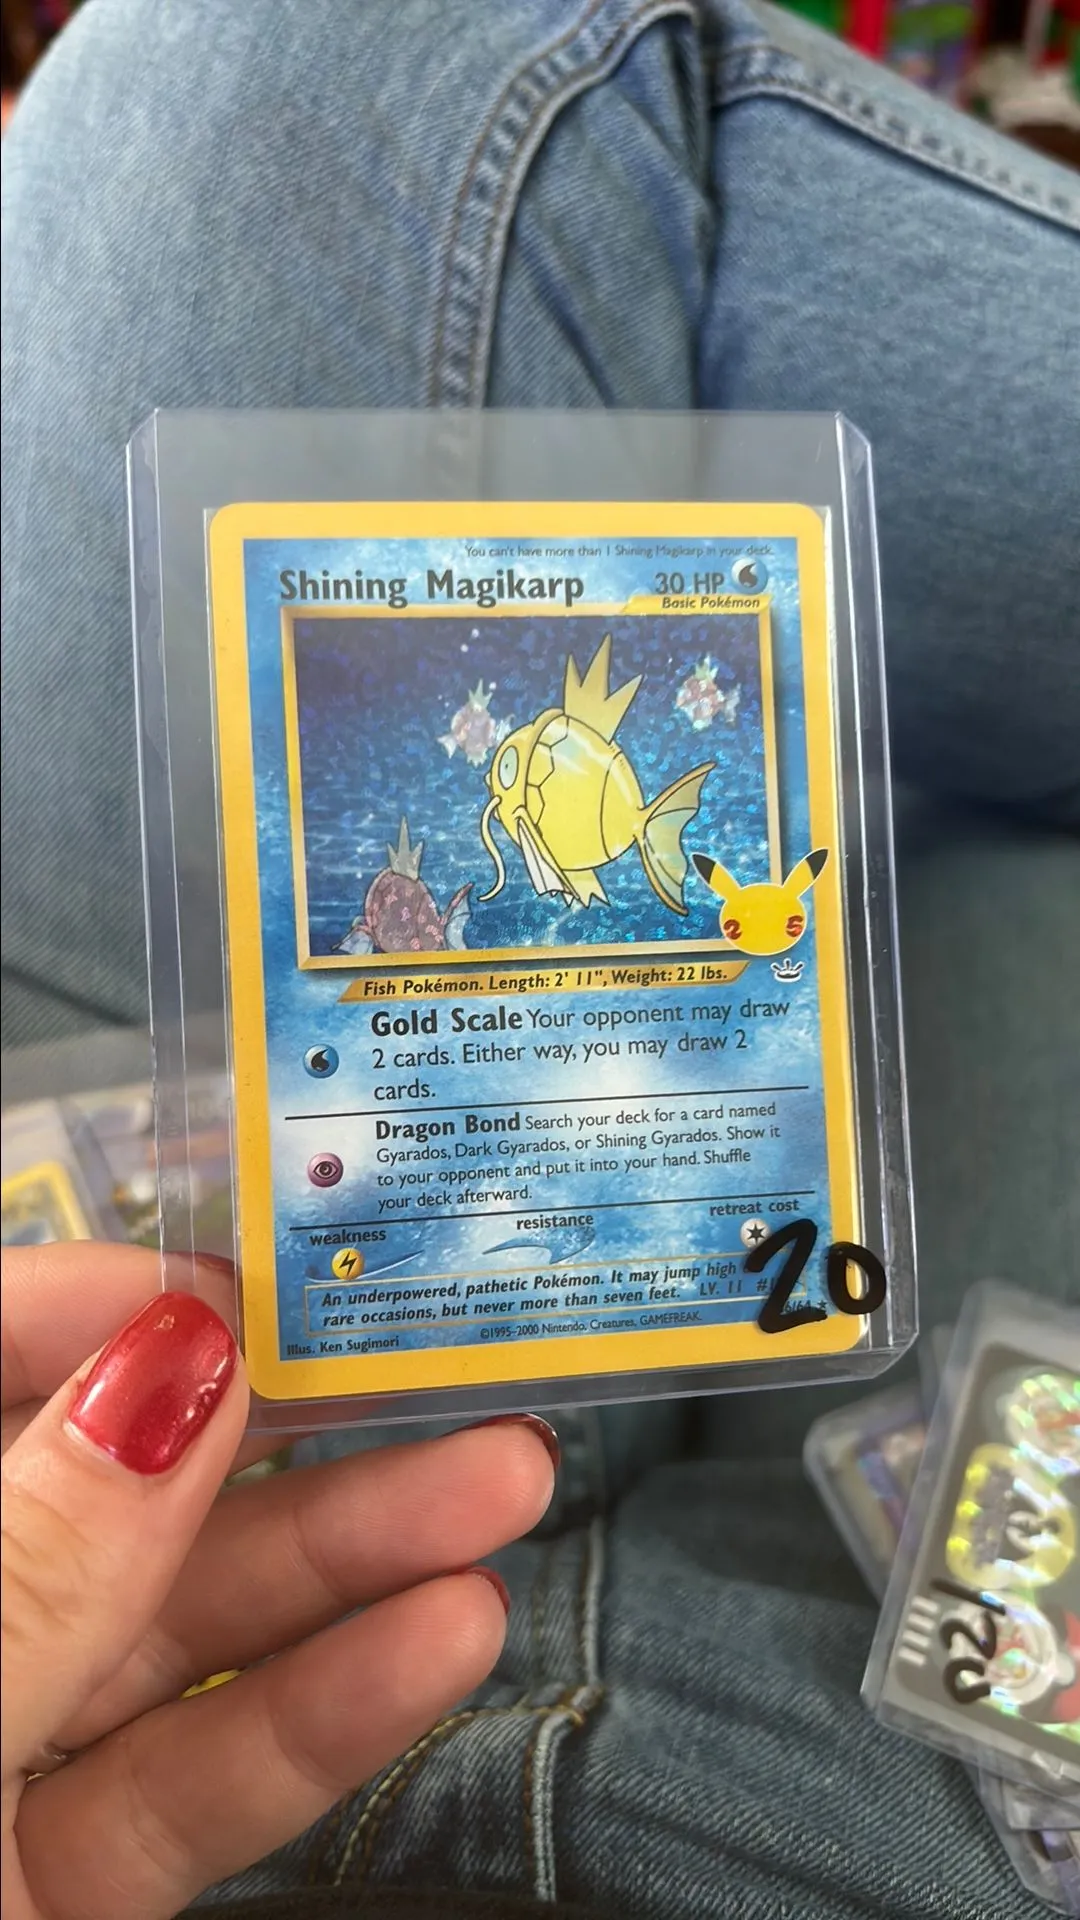 You can't have more than 1 Shining Magikarp in your deck.
Shining Magikarp 30 HP
Basic Pokémon
2 5
Fish Pokémon. Length: 2' 11", Weight: 22 lbs.
Gold Scale Your opponent may draw
2 cards. Either way, you may draw 2
cards.
Dragon Bond Search your deck for a card named
Gyarados, Dark Gyarados, or Shining Gyarados. Show it
to your opponent and put it into your hand. Shuffle
your deck afterward.
weakness resistance retreat cost
An underpowered, pathetic Pokémon. It may jump high
rare occasions, but never more than seven feet. LV. 11 #
Illus. Ken Sugimori ©1995-2000 Nintendo, Creatures, GAMEFREAK. 6/64
20
120